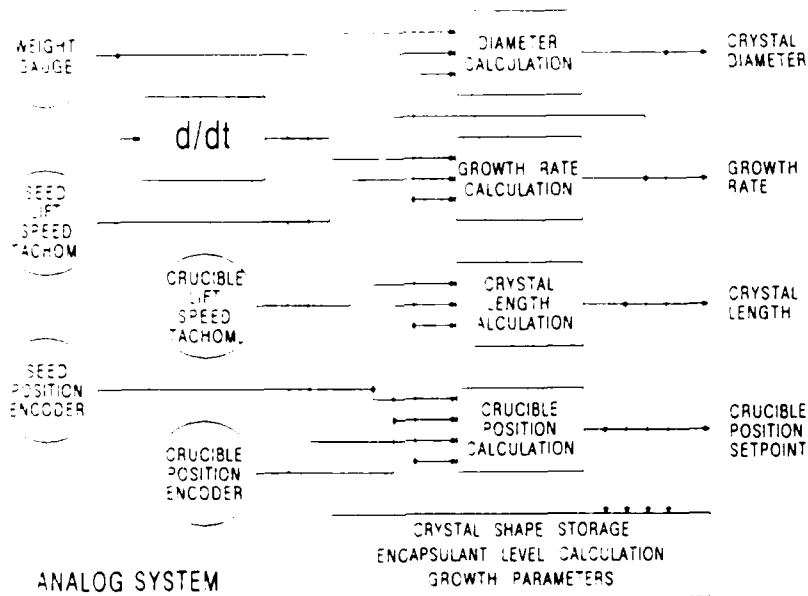 WEIGHT
GAUGE
d/dt
SEED
LIFT
SPEED
TACHOM.
CRUCIBLE
LIFT
SPEED
TACHOM.
SEED
POSITION
ENCODER
CRUCIBLE
POSITION
ENCODER
ANALOG SYSTEM
DIAMETER
CALCULATION
GROWTH RATE
CALCULATION
CRYSTAL
LENGTH
CALCULATION
CRUCIBLE
POSITION
CALCULATION
CRYSTAL SHAPE STORAGE
ENCAPSULANT LEVEL CALCULATION
GROWTH PARAMETERS
CRYSTAL
DIAMETER
GROWTH
RATE
CRYSTAL
LENGTH
CRUCIBLE
POSITION
SETPOINT